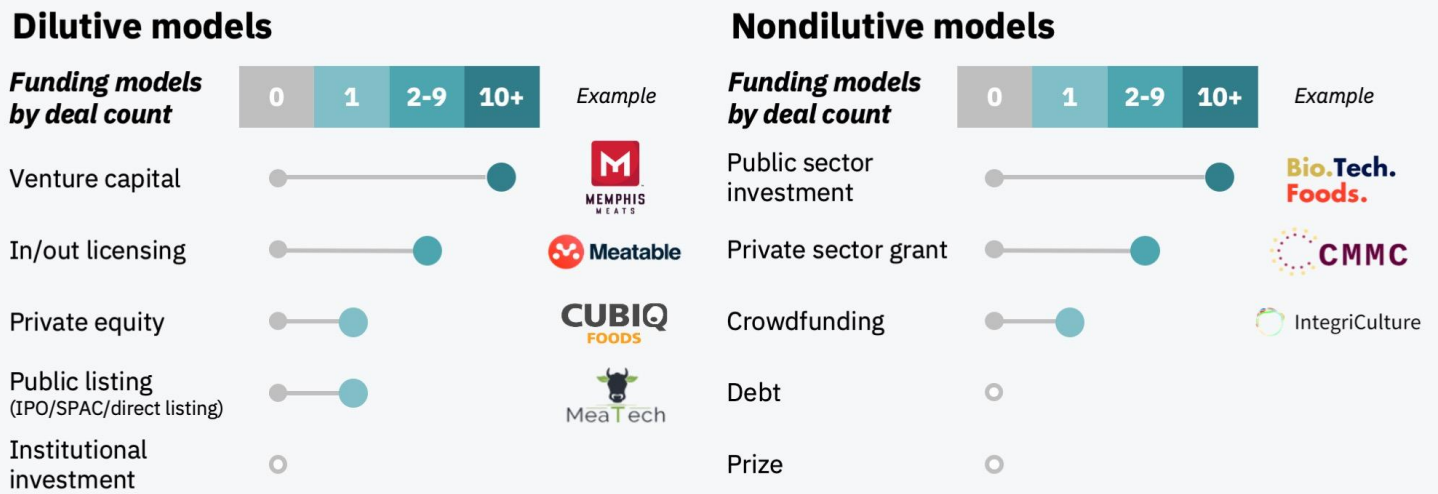 Dilutive models
Funding models
by deal count
0 1 2-9 10+
Example
Venture capital
M
MEMPHIS
MEATS
In/out licensing
Meatable
Private equity
CUBIQ
FOODS
Public listing
(IPO/SPAC/direct listing)
MeaTech
Institutional
investment
Nondilutive models
Funding models
by deal count
0 1 2-9 10+
Example
Public sector
investment
Bio.Tech.
Foods.
Private sector grant
CMMC
Crowdfunding
IntegriCulture
Debt
Prize